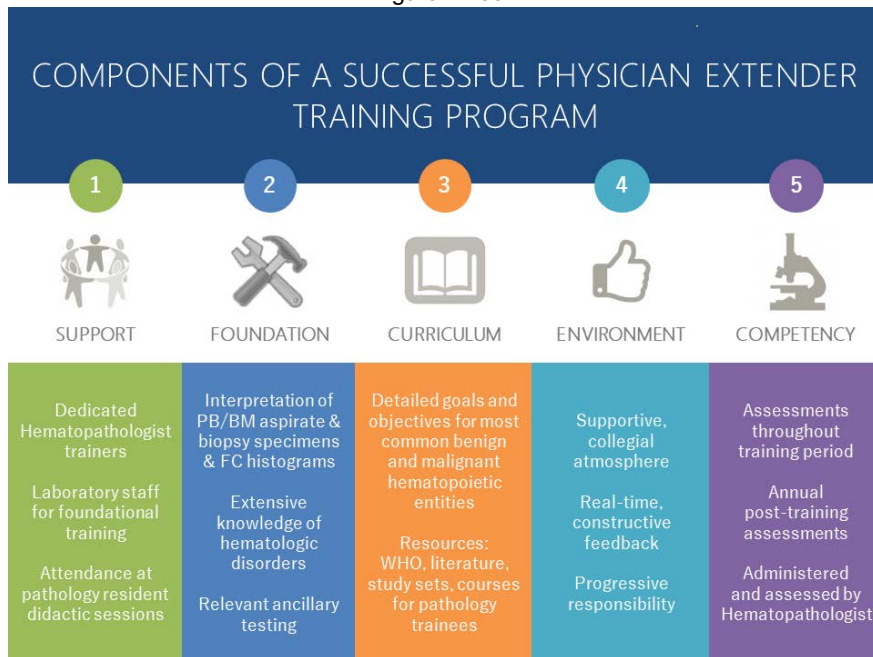 COMPONENTS OF A SUCCESSFUL PHYSICIAN EXTENDER
TRAINING PROGRAM
1
2
3
4
5
SUPPORT
FOUNDATION
CURRICULUM
ENVIRONMENT
COMPETENCY
Dedicated
Hematopathologist
trainers
Laboratory staff
for foundational
training
Attendance at
pathology resident
didactic sessions
Interpretation of
PB/BM aspirate &
biopsy specimens
& FC histograms
Extensive
knowledge of
hematologic
disorders
Relevant ancillary
testing
Detailed goals and
objectives for most
common benign
and malignant
hematopoietic
entities
Resources:
WHO, literature,
study sets, courses
for pathology
trainees
Supportive,
collegial
atmosphere
Real-time,
constructive
feedback
Progressive
responsibility
Assessments
throughout
training period
Annual
post-training
assessments
Administered
and assessed by
Hematopathologist